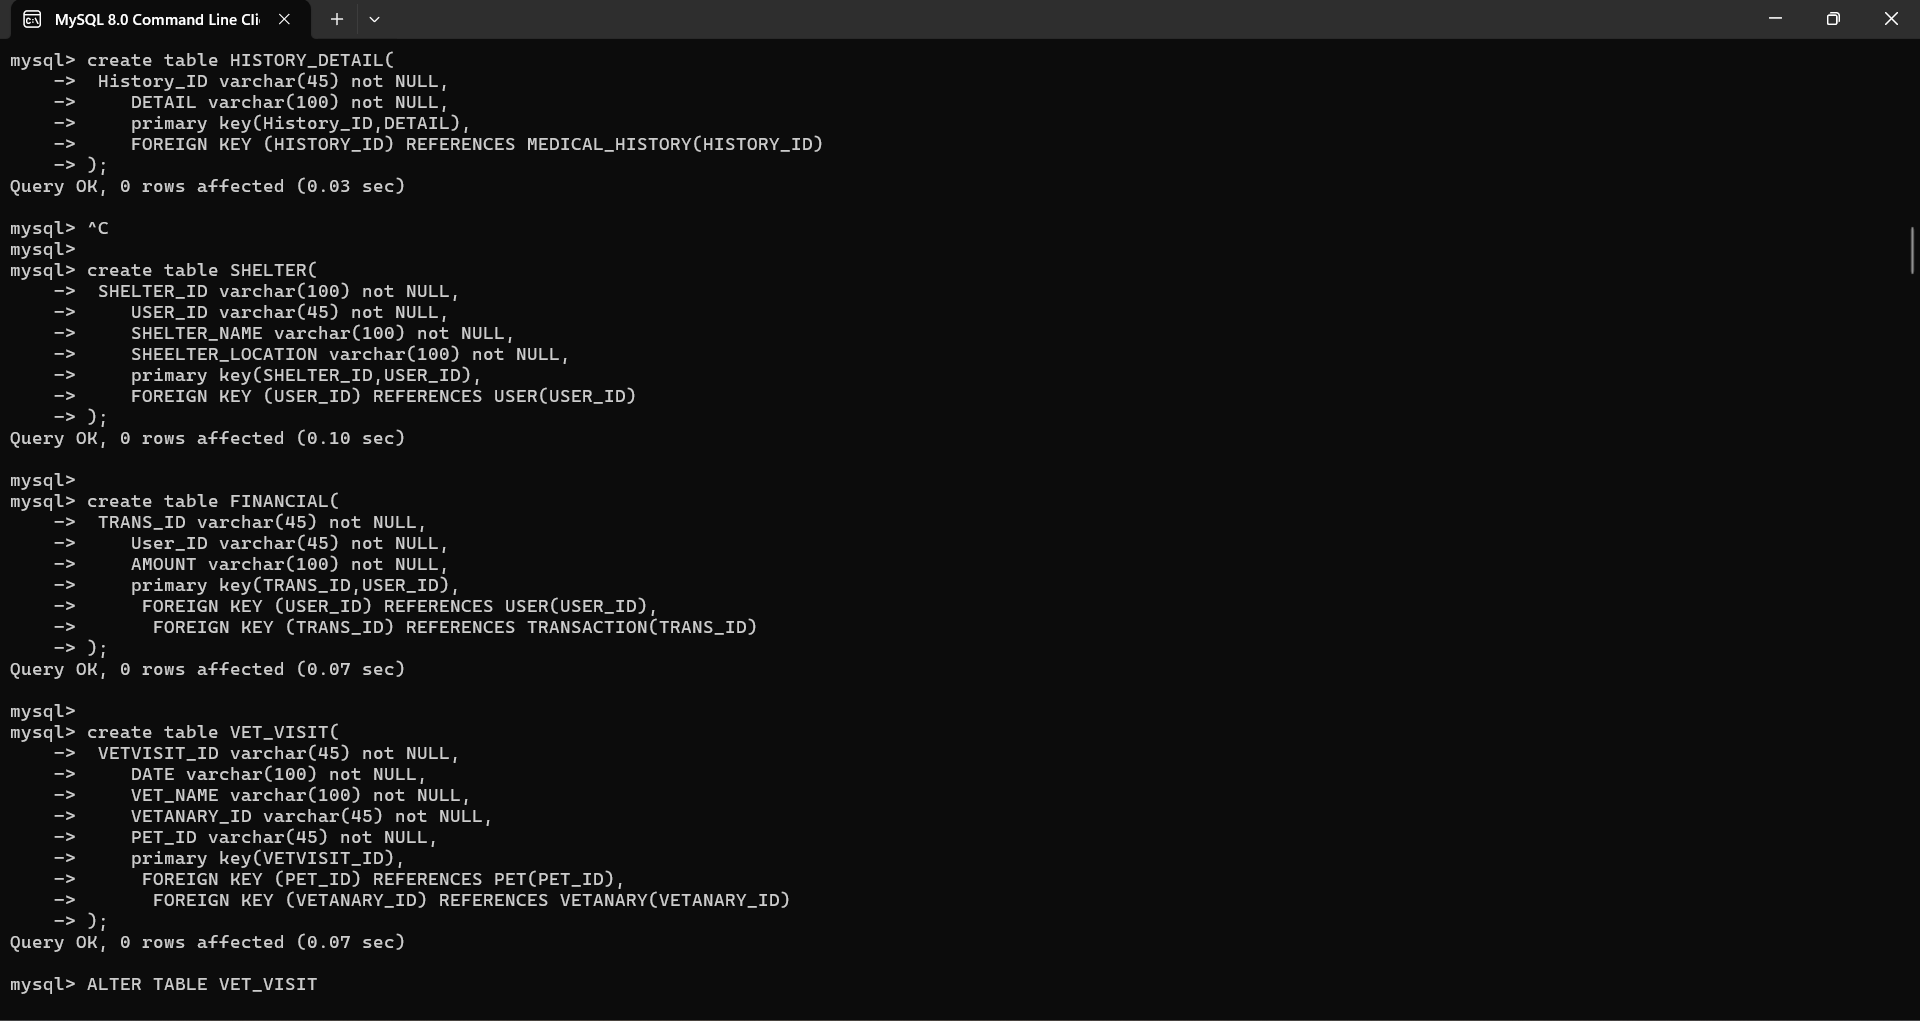 MySQL 8.0 Command Line Cli
mysql> create table HISTORY_DETAIL(
    ->  History_ID varchar(45) not NULL,
    ->     DETAIL varchar(100) not NULL,
    ->     primary key(History_ID,DETAIL),
    ->     FOREIGN KEY (HISTORY_ID) REFERENCES MEDICAL_HISTORY(HISTORY_ID)
    -> );
Query OK, 0 rows affected (0.03 sec)

mysql> ^C
mysql>
mysql> create table SHELTER(
    ->  SHELTER_ID varchar(100) not NULL,
    ->     USER_ID varchar(45) not NULL,
    ->     SHELTER_NAME varchar(100) not NULL,
    ->     SHEELTER_LOCATION varchar(100) not NULL,
    ->     primary key(SHELTER_ID,USER_ID),
    ->     FOREIGN KEY (USER_ID) REFERENCES USER(USER_ID)
    -> );
Query OK, 0 rows affected (0.10 sec)

mysql>
mysql> create table FINANCIAL(
    ->  TRANS_ID varchar(45) not NULL,
    ->     User_ID varchar(45) not NULL,
    ->     AMOUNT varchar(100) not NULL,
    ->     primary key(TRANS_ID,USER_ID),
    ->      FOREIGN KEY (USER_ID) REFERENCES USER(USER_ID),
    ->       FOREIGN KEY (TRANS_ID) REFERENCES TRANSACTION(TRANS_ID)
    -> );
Query OK, 0 rows affected (0.07 sec)

mysql>
mysql> create table VET_VISIT(
    ->  VETVISIT_ID varchar(45) not NULL,
    ->     DATE varchar(100) not NULL,
    ->     VET_NAME varchar(100) not NULL,
    ->     VETANARY_ID varchar(45) not NULL,
    ->     PET_ID varchar(45) not NULL,
    ->     primary key(VETVISIT_ID),
    ->      FOREIGN KEY (PET_ID) REFERENCES PET(PET_ID),
    ->       FOREIGN KEY (VETANARY_ID) REFERENCES VETANARY(VETANARY_ID)
    -> );
Query OK, 0 rows affected (0.07 sec)

mysql> ALTER TABLE VET_VISIT